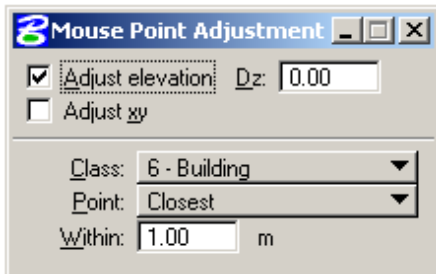 Mouse Point Adjustment
Adjust elevation Dz: 0.00
Adjust xy
Class: 6 - Building
Point: Closest
Within: 1.00 m